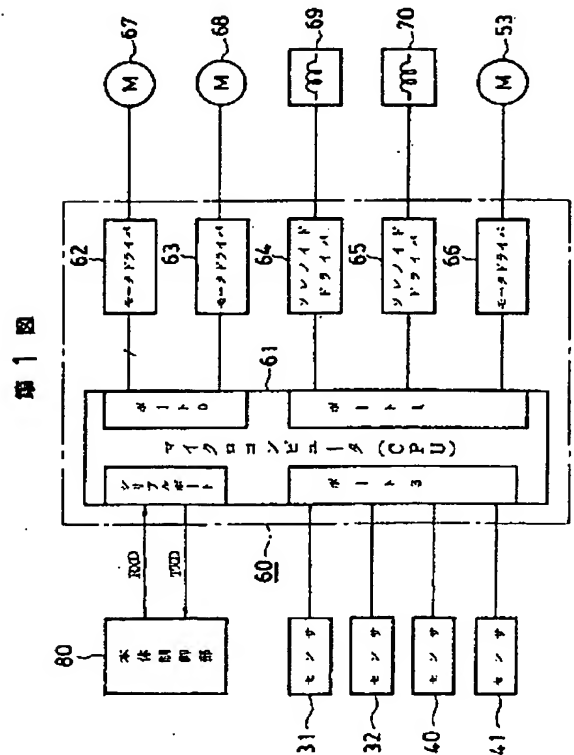 第1図
80
本体制御部
RXD
TXD
60
31
センサ
32
センサ
40
センサ
41
センサ
シリアルポート
ポート3
マイクロコンピュータ(CPU)
ポート0
ポート1
61
62
モータドライバ
63
モータドライバ
64
ソレノイドドライバ
65
ソレノイドドライバ
66
モータドライバ
M
67
M
68
69
70
M
53